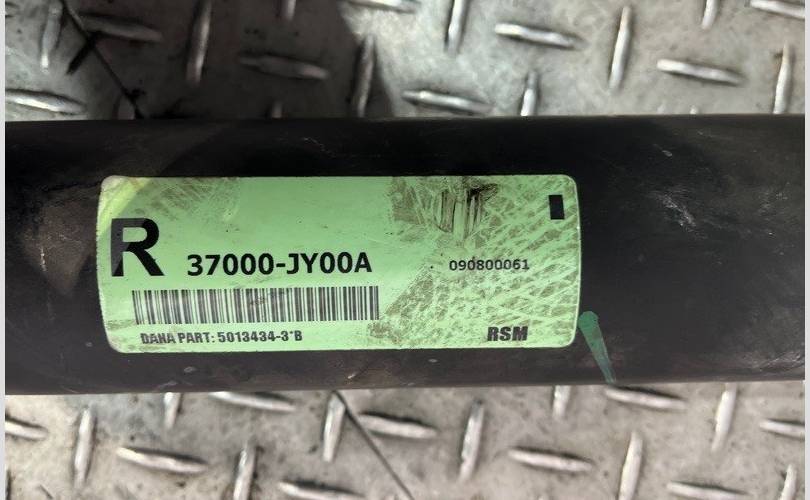 R 37000-JY00A 090800061
DANA PART: 5013434-3*B RSM